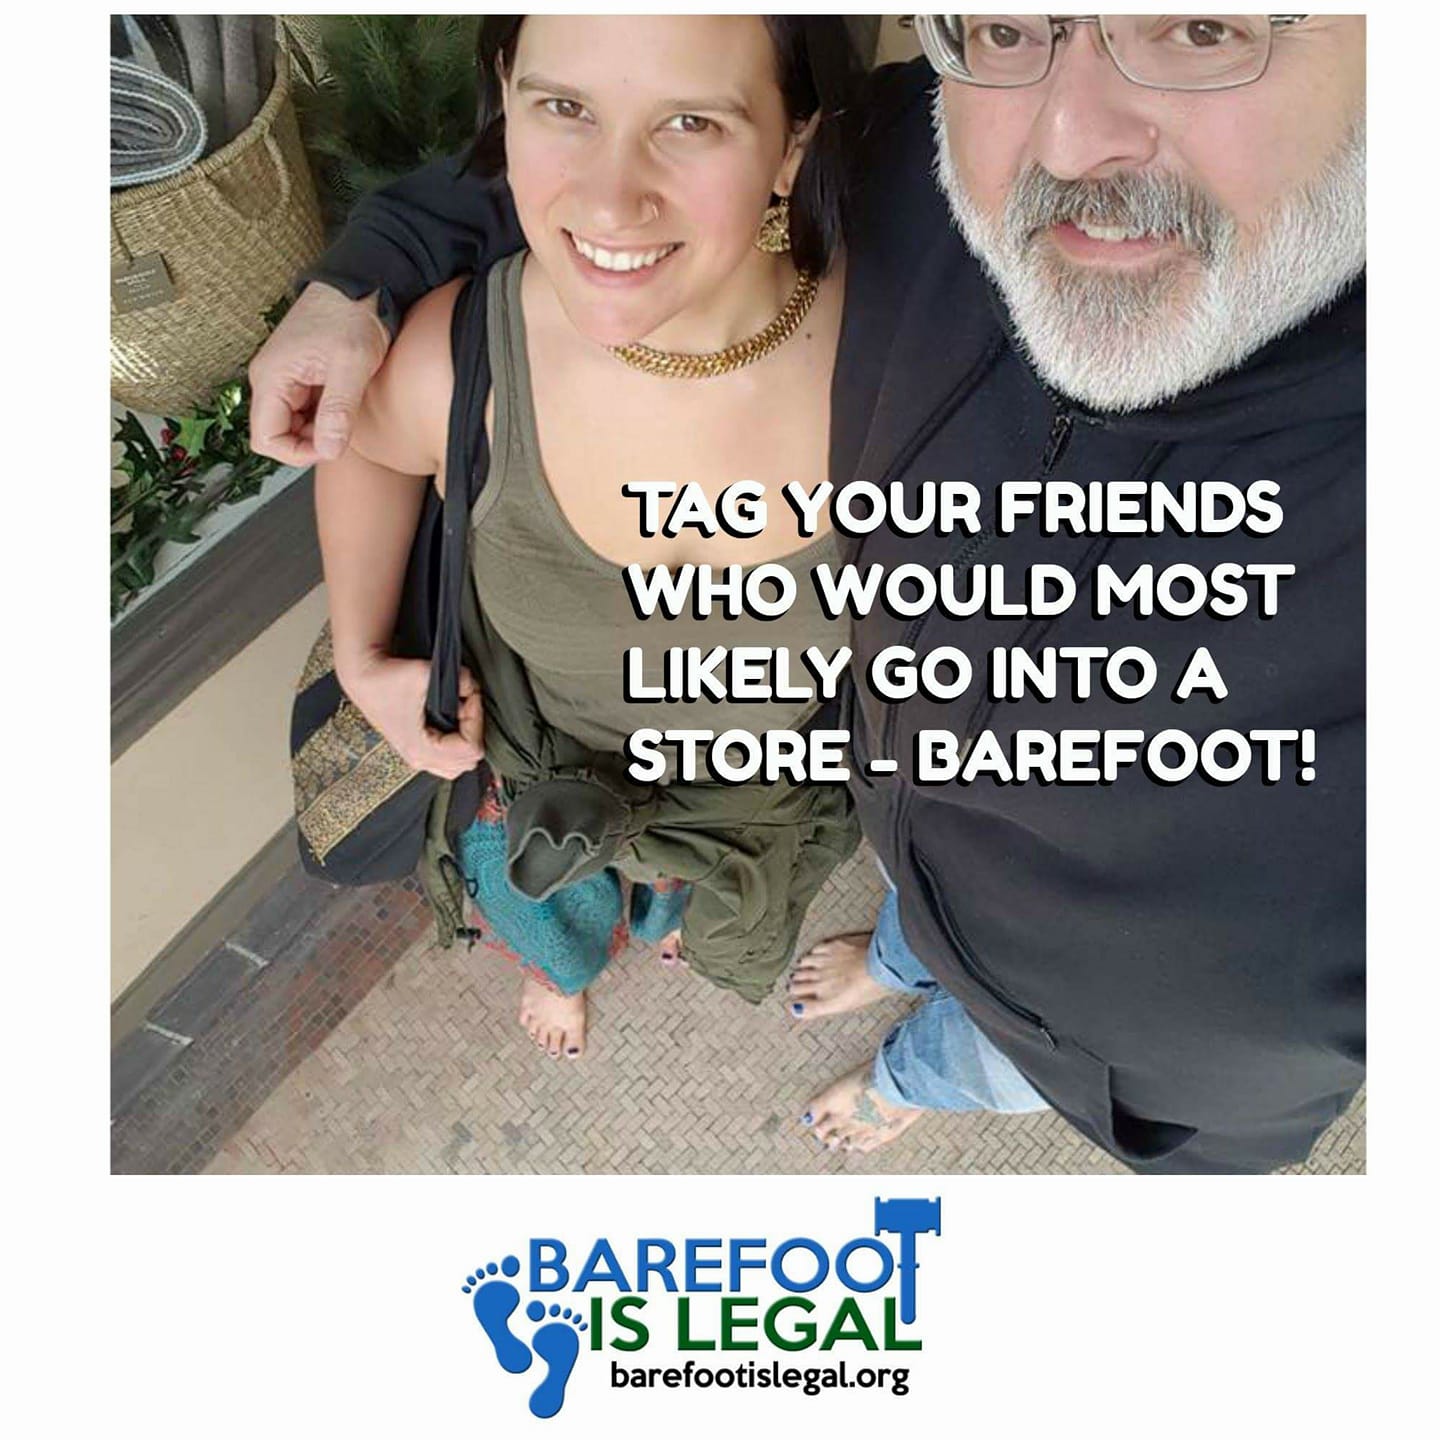 TAG YOUR FRIENDS
WHO WOULD MOST
LIKELY GO INTO A
STORE - BAREFOOT!
BAREFOOT
IS LEGAL
barefootislegal.org